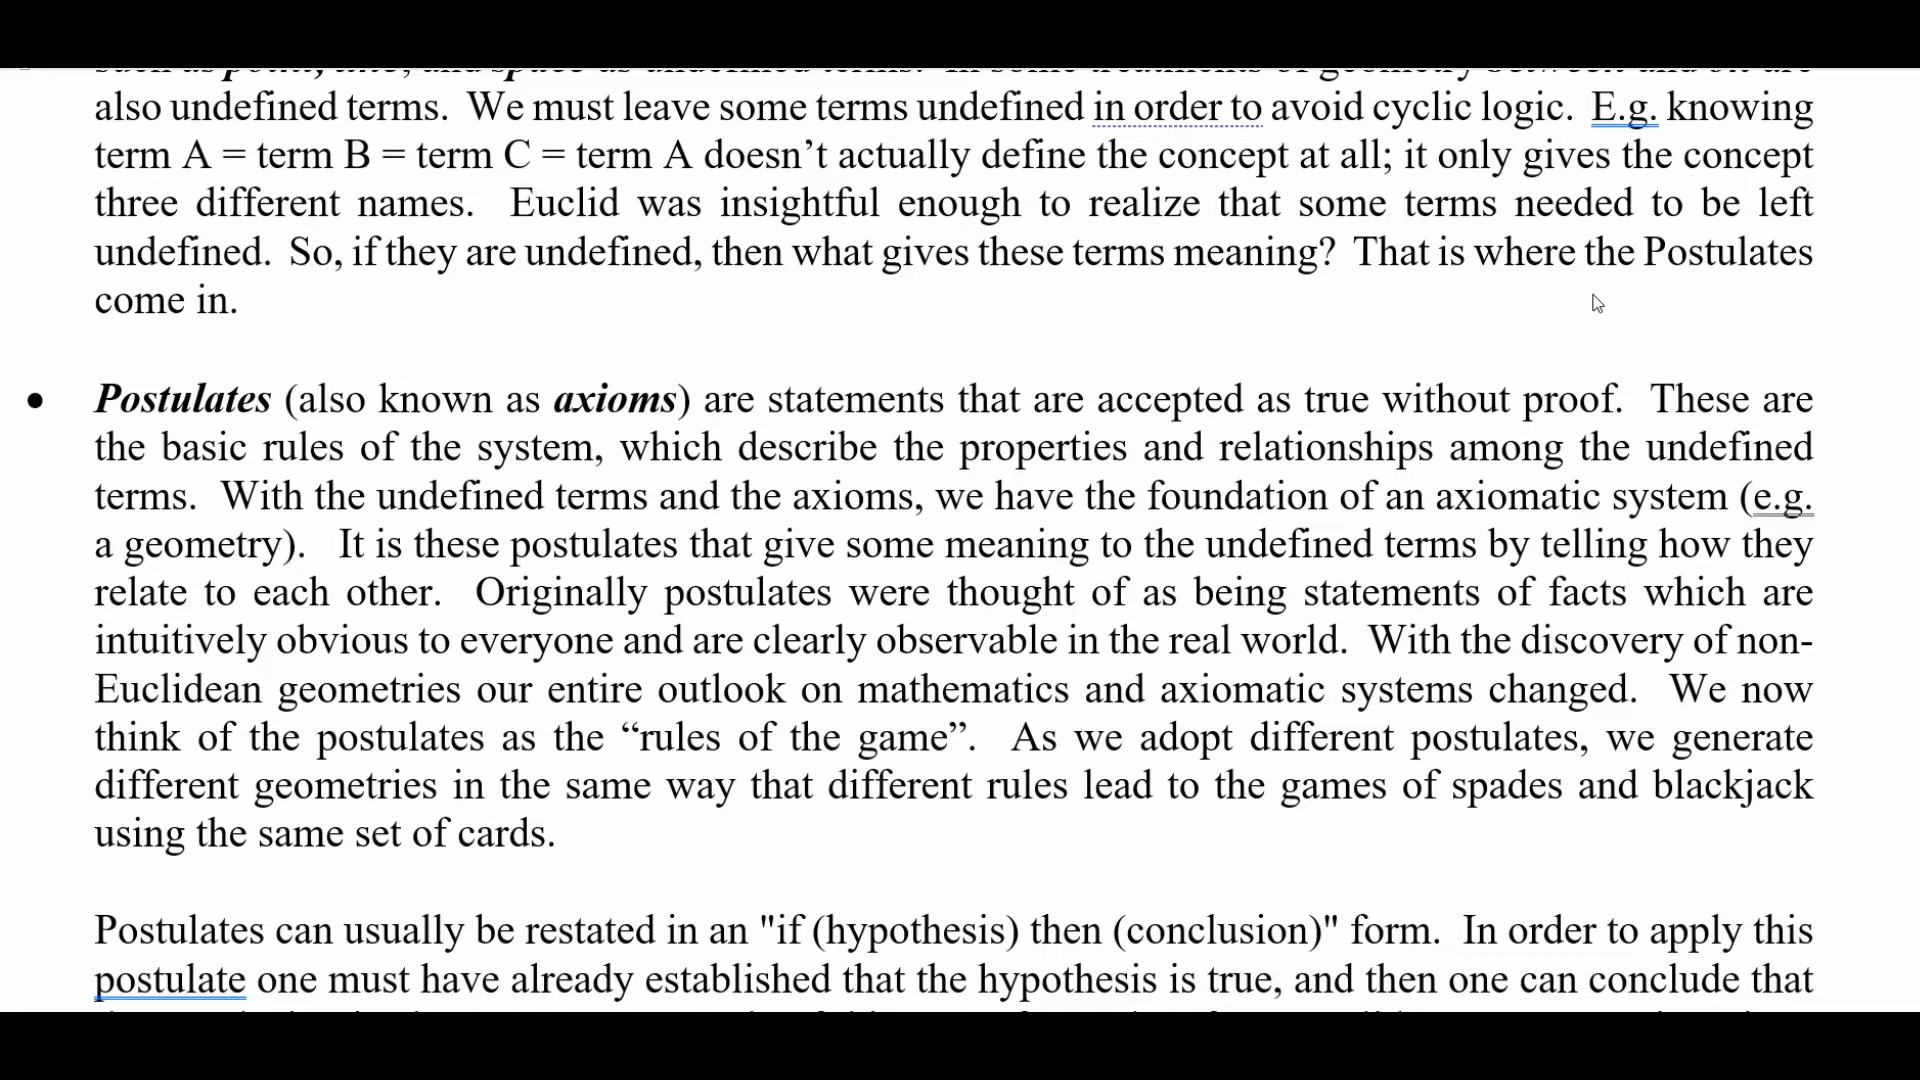 also undefined terms. We must leave some terms undefined in order to avoid cyclic logic. E.g. knowing
term A = term B = term C = term A doesn’t actually define the concept at all; it only gives the concept
three different names. Euclid was insightful enough to realize that some terms needed to be left
undefined. So, if they are undefined, then what gives these terms meaning? That is where the Postulates
come in.
• Postulates (also known as axioms) are statements that are accepted as true without proof. These are
the basic rules of the system, which describe the properties and relationships among the undefined
terms. With the undefined terms and the axioms, we have the foundation of an axiomatic system (e.g.
a geometry). It is these postulates that give some meaning to the undefined terms by telling how they
relate to each other. Originally postulates were thought of as being statements of facts which are
intuitively obvious to everyone and are clearly observable in the real world. With the discovery of non-
Euclidean geometries our entire outlook on mathematics and axiomatic systems changed. We now
think of the postulates as the “rules of the game”. As we adopt different postulates, we generate
different geometries in the same way that different rules lead to the games of spades and blackjack
using the same set of cards.
Postulates can usually be restated in an "if (hypothesis) then (conclusion)" form. In order to apply this
postulate one must have already established that the hypothesis is true, and then one can conclude that